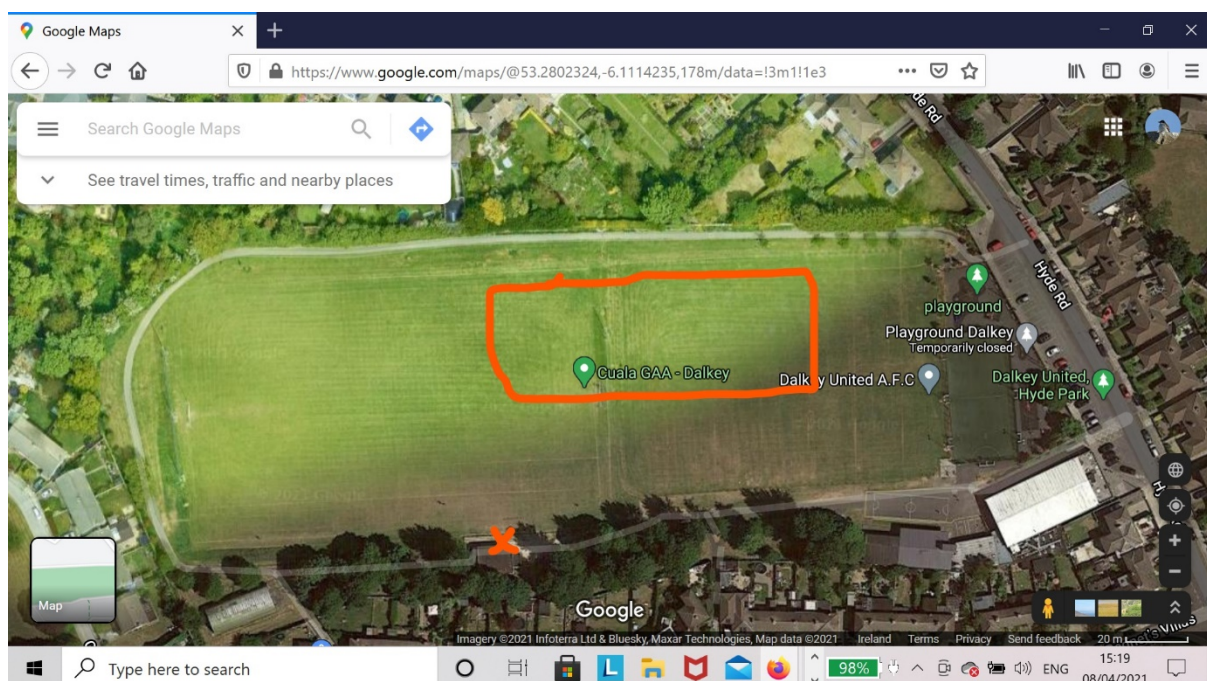 Google Maps
https://www.google.com/maps/@53.2802324,-6.1114235,178m/data=!3m1!1e3
Search Google Maps
See travel times, traffic and nearby places
Hyde Rd
playground
Playground Dalkey
Temporarily closed
Cuala GAA - Dalkey
Dalkey United A.F.C
Dalkey United,
Hyde Park
Map
Google
Imagery ©2021 Infoterra Ltd & Bluesky, Maxar Technologies, Map data ©2021 Ireland Terms Privacy Send feedback 20 m
Type here to search
98%
ENG
15:19
08/04/2021